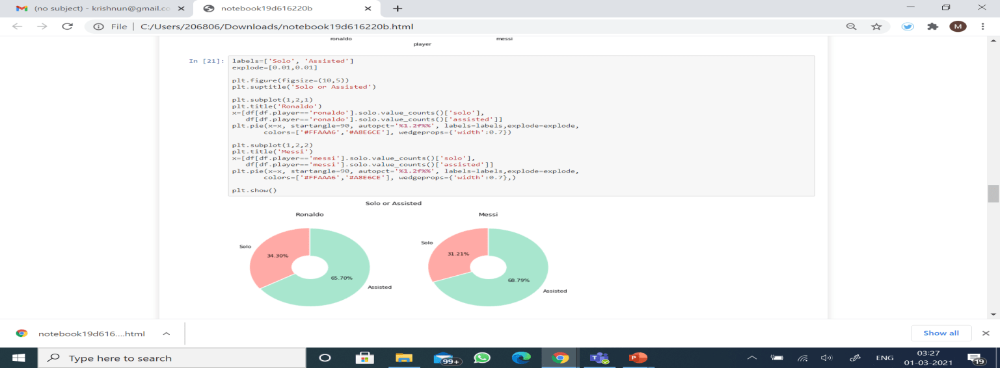 (no subject) - krishnun@gmail.co
notebook19d616220b
File | C:/Users/206806/Downloads/notebook19d616220b.html
M
ronaldo messi
player
In [21]:
labels=['Solo', 'Assisted']
explode=[0.01,0.01]
plt.figure(figsize=(10,5))
plt.suptitle('Solo or Assisted')
plt.subplot(1,2,1)
plt.title('Ronaldo')
x=[df[df.player=='ronaldo'].solo.value_counts()['solo'],
df[df.player=='ronaldo'].solo.value_counts()['assisted']]
plt.pie(x=x, startangle=90, autopct='%1.2f%%', labels=labels,explode=explode,
colors=['#FFAAA6','#A8E6CE'], wedgeprops={'width':0.7})
plt.subplot(1,2,2)
plt.title('Messi')
x=[df[df.player=='messi'].solo.value_counts()['solo'],
df[df.player=='messi'].solo.value_counts()['assisted']]
plt.pie(x=x, startangle=90, autopct='%1.2f%%', labels=labels,explode=explode,
colors=['#FFAAA6','#A8E6CE'], wedgeprops={'width':0.7},)
plt.show()
Solo or Assisted
Ronaldo
Solo
34.30%
65.70%
Assisted
Messi
Solo
31.21%
68.79%
Assisted
notebook19d616....html
Show all
Type here to search
99+
ENG
03:27
01-03-2021
19